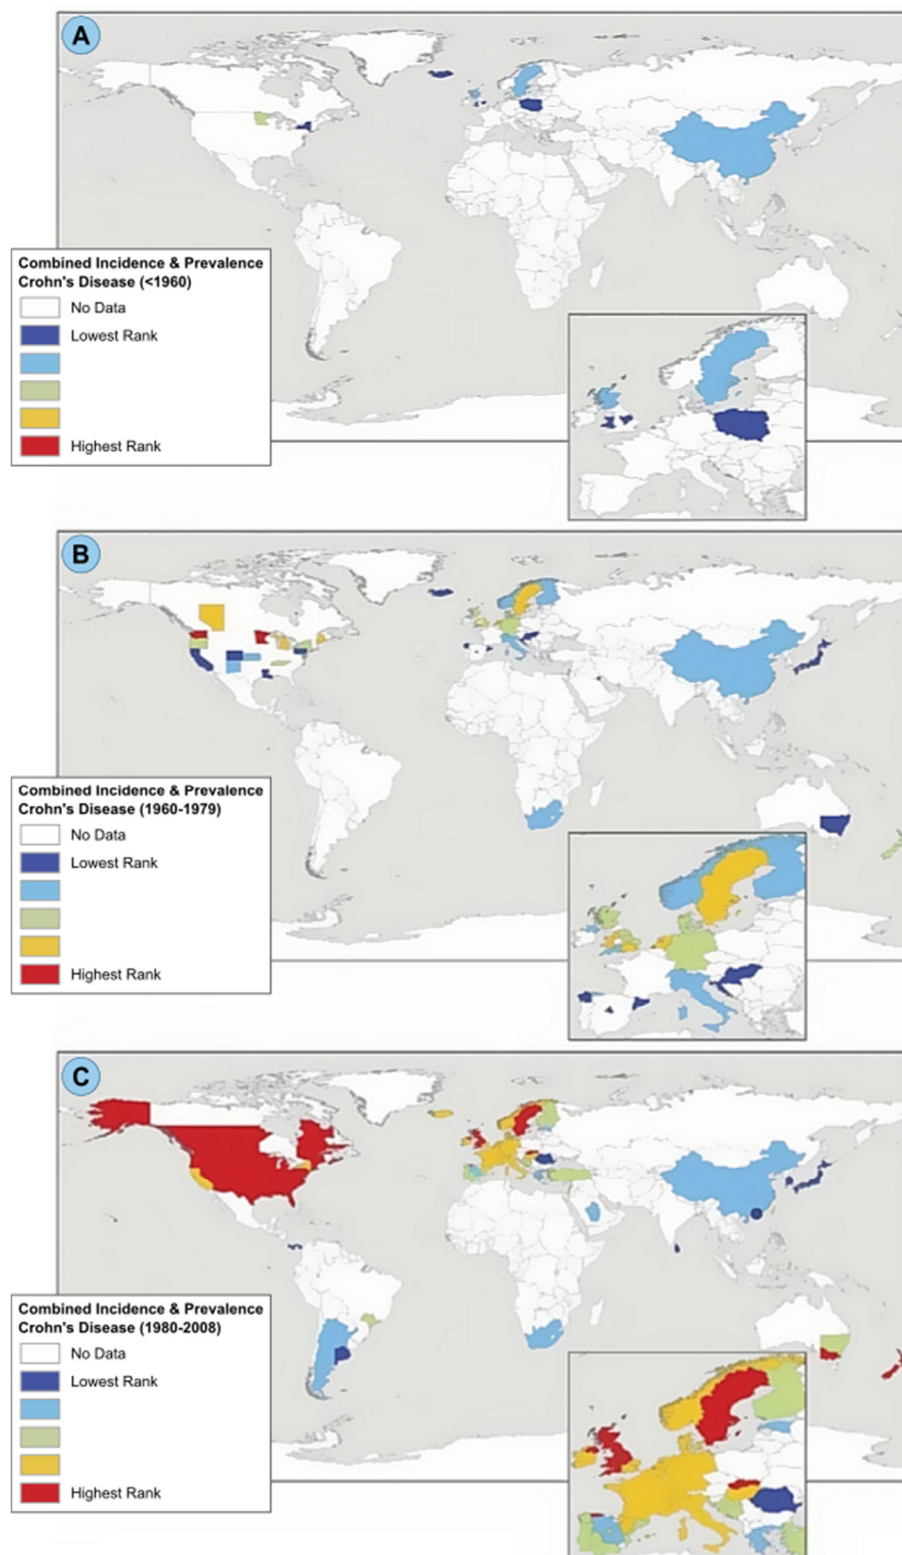 A
Combined Incidence & Prevalence
Crohn's Disease (<1960)
No Data
Lowest Rank
Highest Rank
B
Combined Incidence & Prevalence
Crohn's Disease (1960-1979)
No Data
Lowest Rank
Highest Rank
C
Combined Incidence & Prevalence
Crohn's Disease (1980-2008)
No Data
Lowest Rank
Highest Rank